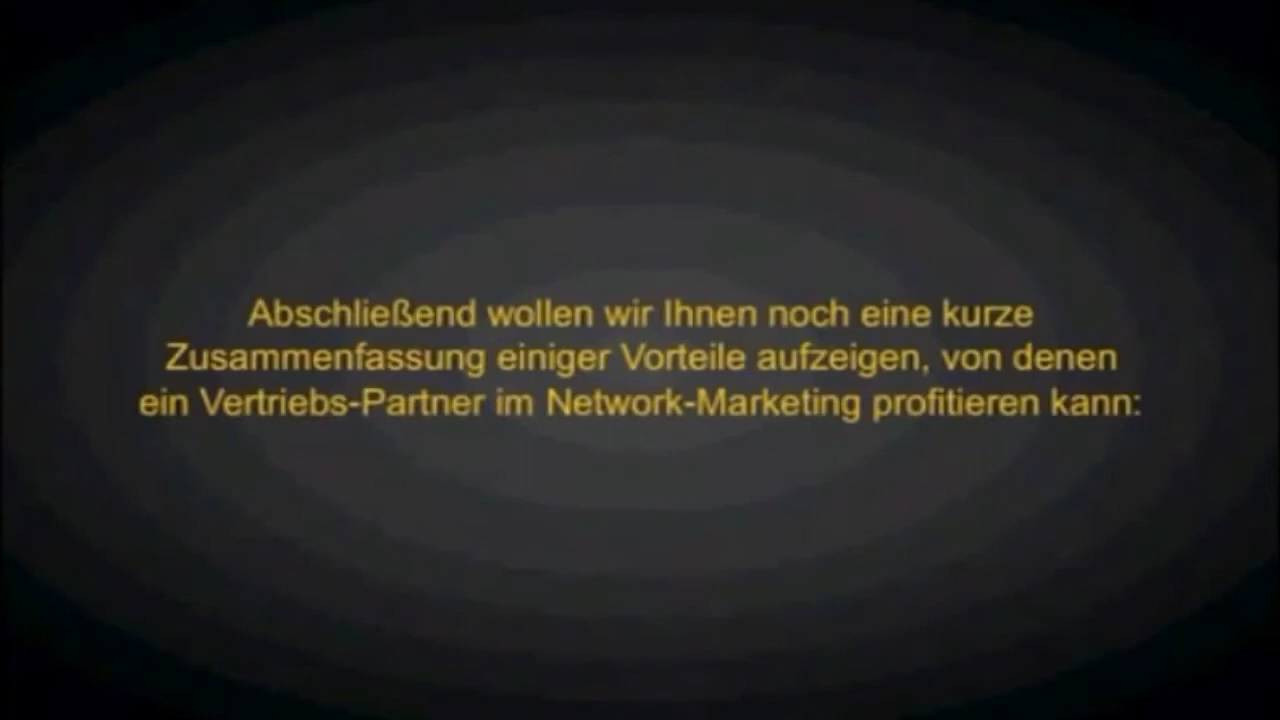 Abschließend wollen wir Ihnen noch eine kurze
Zusammenfassung einiger Vorteile aufzeigen, von denen
ein Vertriebs-Partner im Network-Marketing profitieren kann: